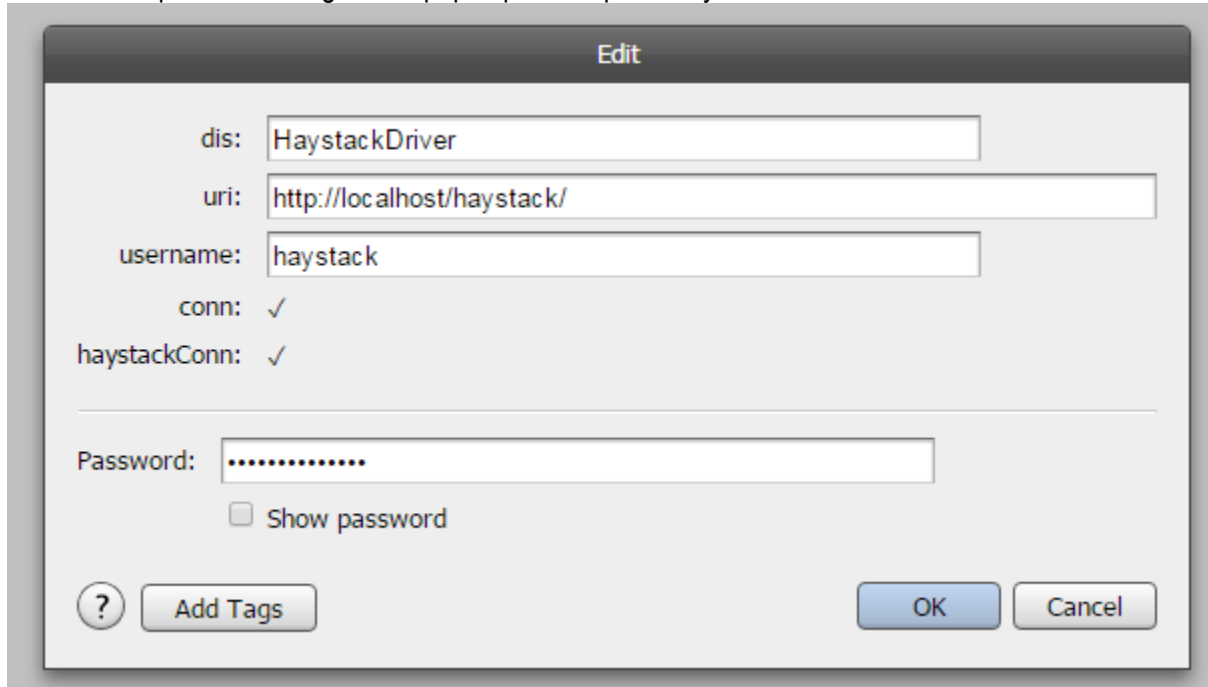 Edit
dis: HaystackDriver
uri: http://localhost/haystack/
username: haystack
conn: ✓
haystackConn: ✓
Password: ••••••••••••••
Show password
? Add Tags OK Cancel